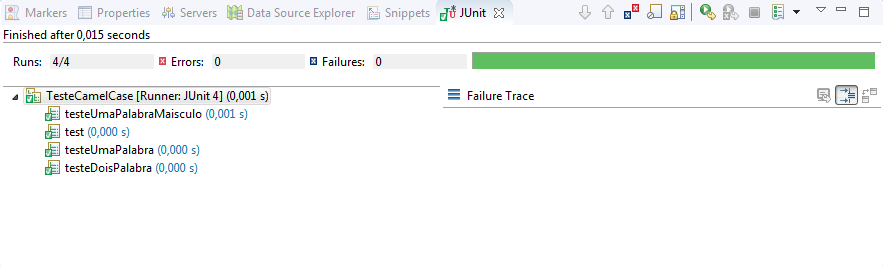 Markers Properties Servers Data Source Explorer Snippets JUnit
Finished after 0,015 seconds
Runs: 4/4 Errors: 0 Failures: 0
TesteCamelCase [Runner: JUnit 4] (0,001 s)
Failure Trace
testeUmaPalabraMaisculo (0,001 s)
test (0,000 s)
testeUmaPalabra (0,000 s)
testeDoisPalabra (0,000 s)